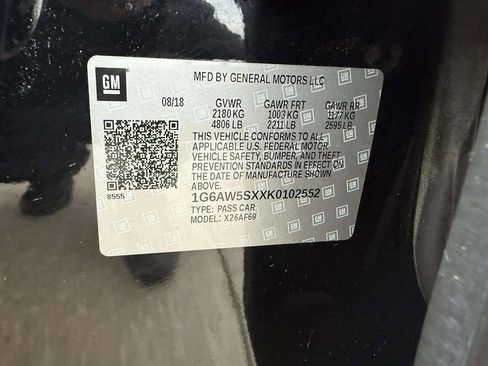 GM
MFD BY GENERAL MOTORS LLC
08/18 GVWR GAWR FRT GAWR RR
2180 KG 1003 KG 1177 KG
4806 LB 2211 LB 2595 LB
THIS VEHICLE CONFORMS TO ALL
APPLICABLE U.S. FEDERAL MOTOR
VEHICLE SAFETY, BUMPER, AND THEFT
PREVENTION STANDARDS IN EFFECT ON
THE DATE OF MANUFACTURE SHOWN
ABOVE.
8555
1G6AW5SXXK0102552
TYPE: PASS CAR
MODEL: X26AF69